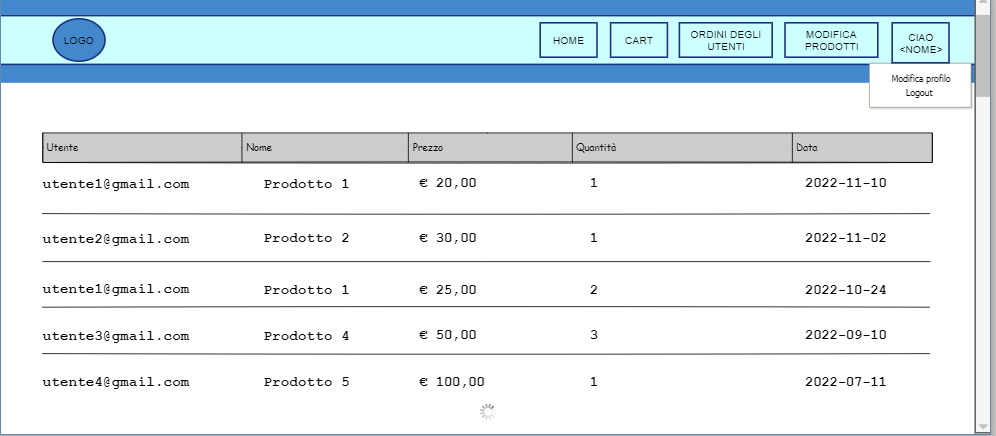 LOGO
HOME
CART
ORDINI DEGLI
UTENTI
MODIFICA
PRODOTTI
CIAO
<NOME>
Modifica profilo
Logout
Utente Nome Prezzo Quantità Data
utente1@gmail.com Prodotto 1 € 20,00 1 2022-11-10
utente2@gmail.com Prodotto 2 € 30,00 1 2022-11-02
utente1@gmail.com Prodotto 1 € 25,00 2 2022-10-24
utente3@gmail.com Prodotto 4 € 50,00 3 2022-09-10
utente4@gmail.com Prodotto 5 € 100,00 1 2022-07-11